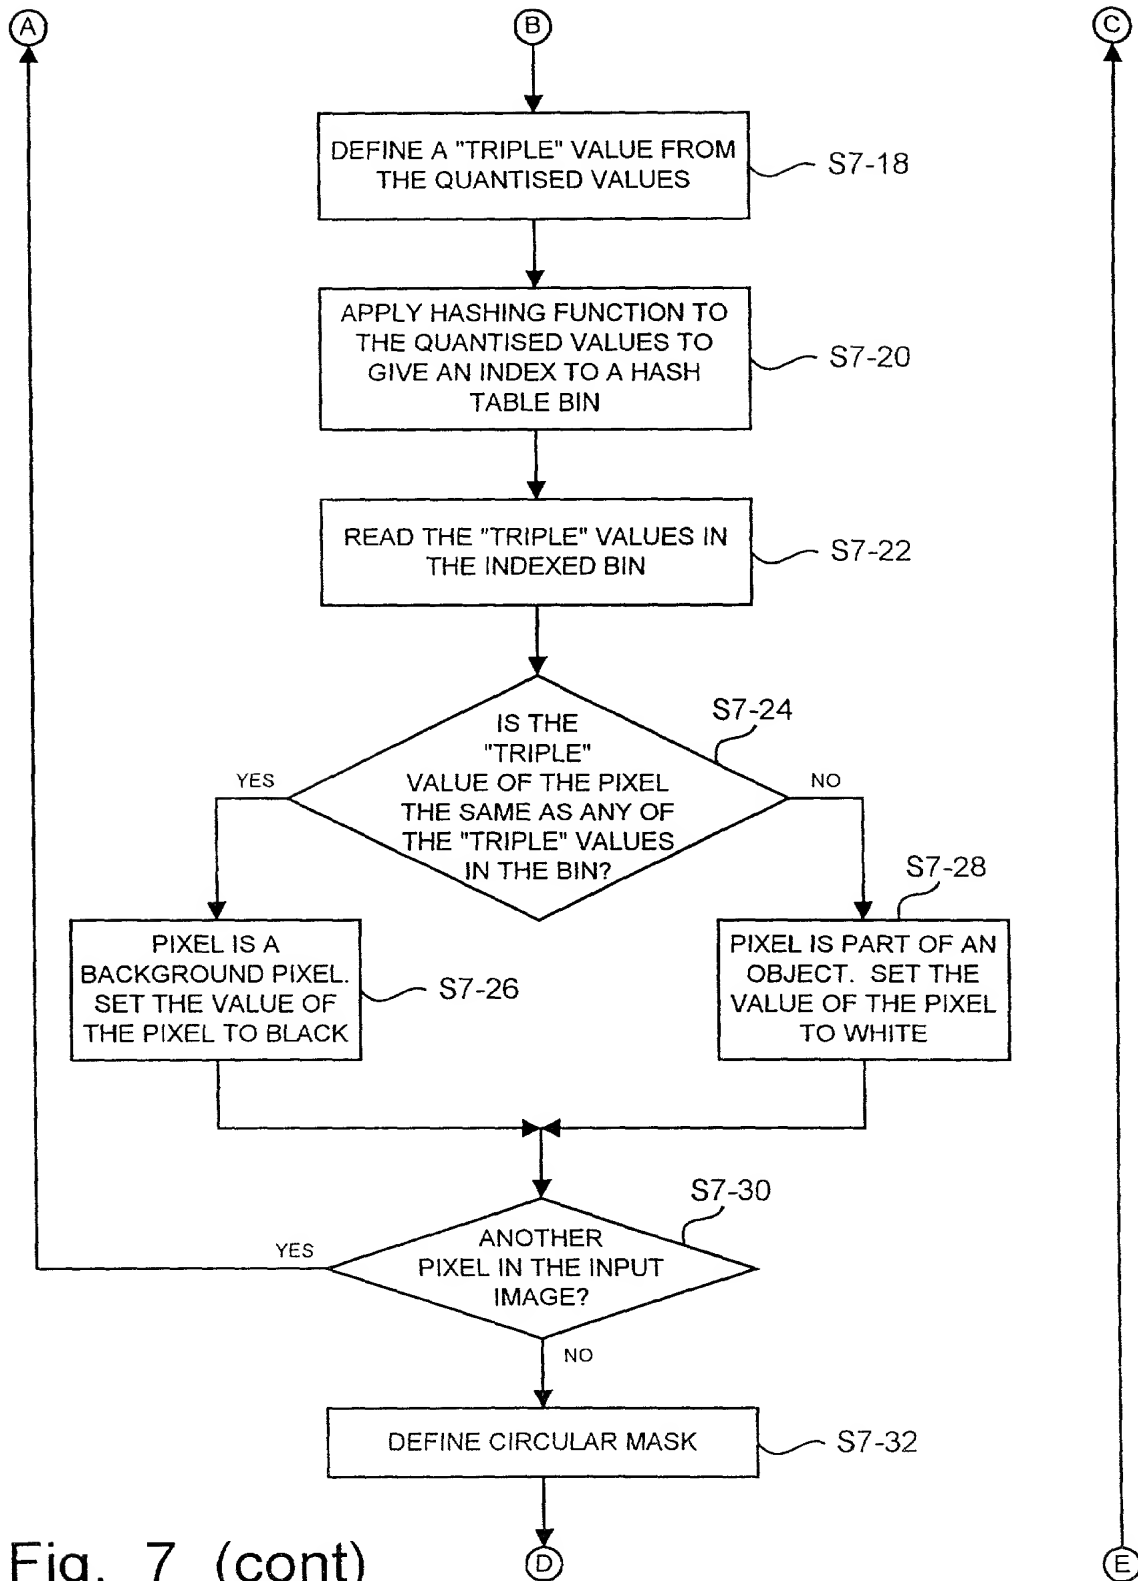 A
B
C
DEFINE A "TRIPLE" VALUE FROM
THE QUANTISED VALUES
S7-18
APPLY HASHING FUNCTION TO
THE QUANTISED VALUES TO
GIVE AN INDEX TO A HASH
TABLE BIN
S7-20
READ THE "TRIPLE" VALUES IN
THE INDEXED BIN
S7-22
IS THE
"TRIPLE"
VALUE OF THE PIXEL
THE SAME AS ANY OF
THE "TRIPLE" VALUES
IN THE BIN?
S7-24
YES
NO
PIXEL IS A
BACKGROUND PIXEL.
SET THE VALUE OF
THE PIXEL TO BLACK
S7-26
S7-28
PIXEL IS PART OF AN
OBJECT. SET THE
VALUE OF THE PIXEL
TO WHITE
S7-30
ANOTHER
PIXEL IN THE INPUT
IMAGE?
YES
NO
DEFINE CIRCULAR MASK
S7-32
Fig. 7 (cont)
D
E